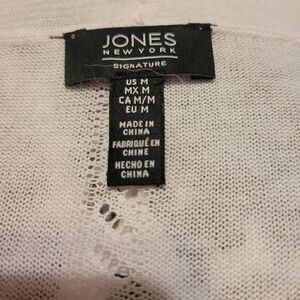 JONES
NEW YORK
SIGNATURE
US M
MX M
CA M/M
EU M
MADE IN
CHINA
FABRIQUÉ EN
CHINE
HECHO EN
CHINA